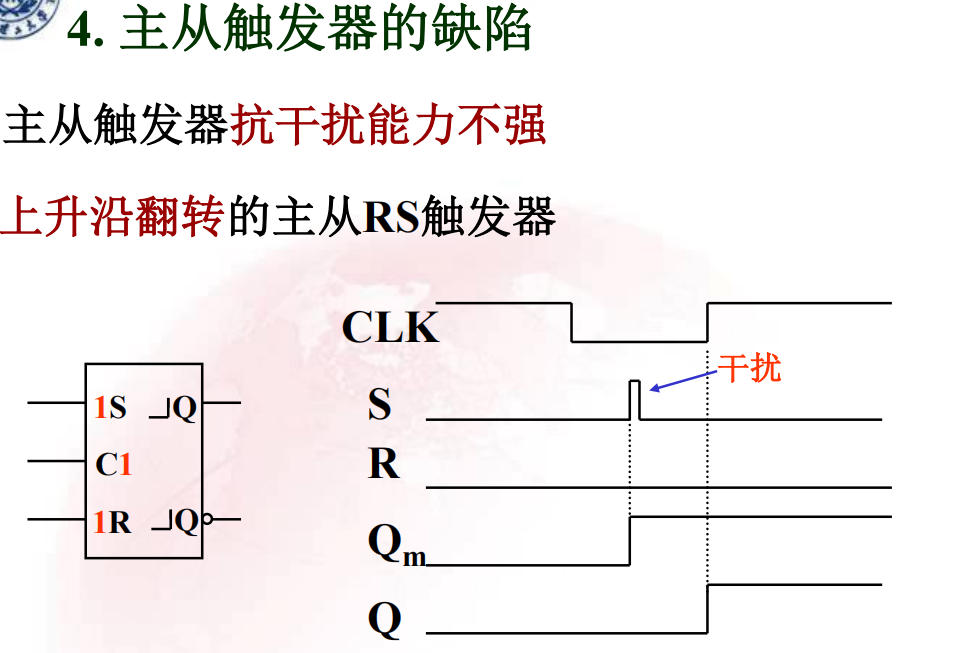 4. 主从触发器的缺陷
主从触发器抗干扰能力不强
上升沿翻转的主从RS触发器
CLK
干扰
S
R
Qm
Q
1S ┘Q
C1
1R ┘Q